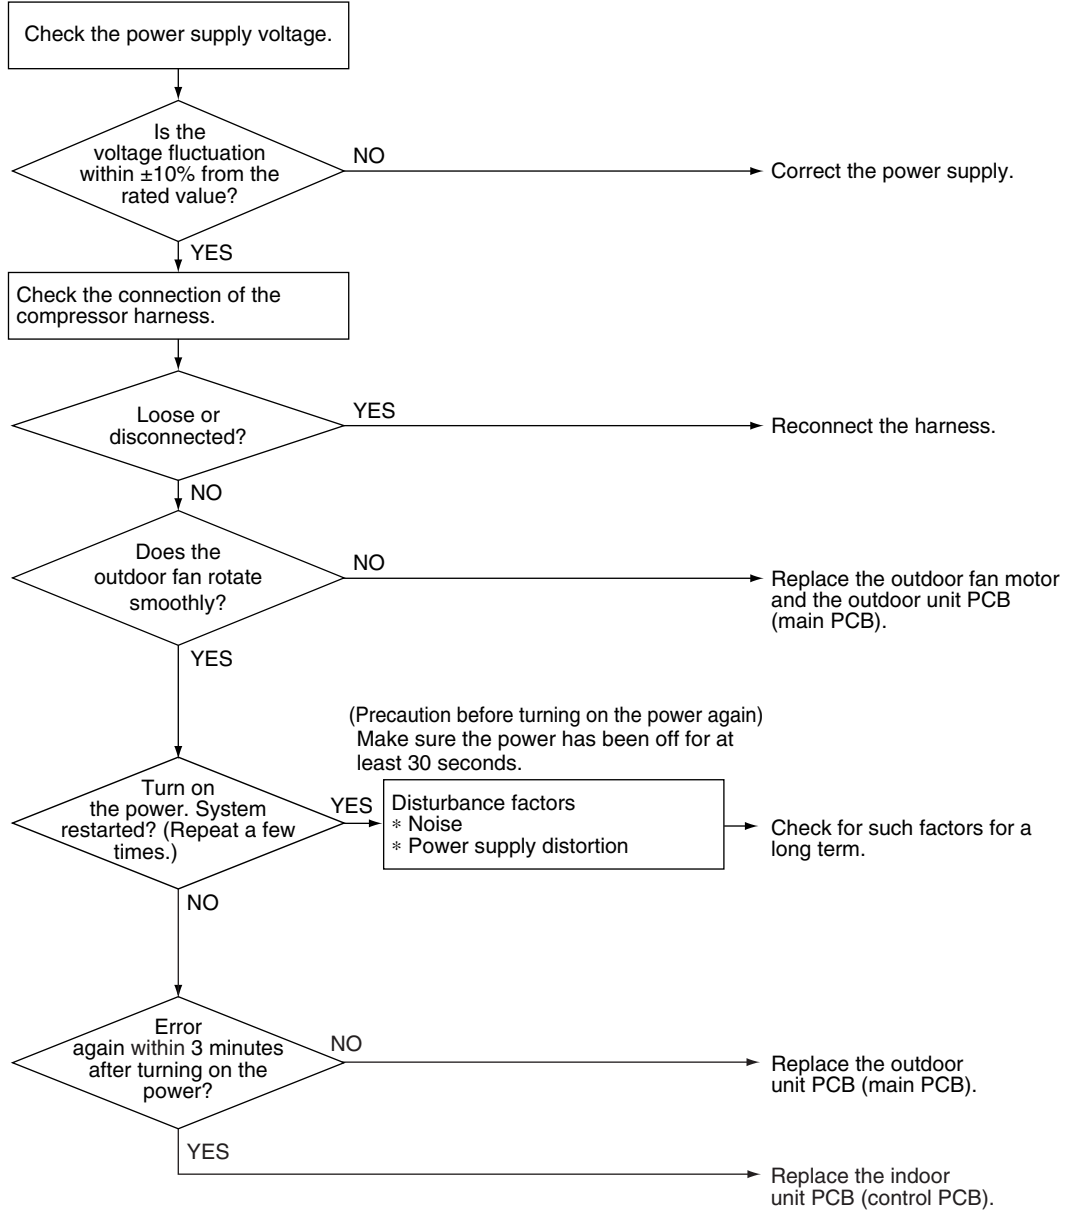 Check the power supply voltage.
Is the
voltage fluctuation
within ±10% from the
rated value?
NO
Correct the power supply.
YES
Check the connection of the
compressor harness.
Loose or
disconnected?
YES
Reconnect the harness.
NO
Does the
outdoor fan rotate
smoothly?
NO
Replace the outdoor fan motor
and the outdoor unit PCB
(main PCB).
YES
(Precaution before turning on the power again)
Make sure the power has been off for at
least 30 seconds.
Turn on
the power. System
restarted? (Repeat a few
times.)
YES
Disturbance factors
* Noise
* Power supply distortion
Check for such factors for a
long term.
NO
Error
again within 3 minutes
after turning on the
power?
NO
Replace the outdoor
unit PCB (main PCB).
YES
Replace the indoor
unit PCB (control PCB).